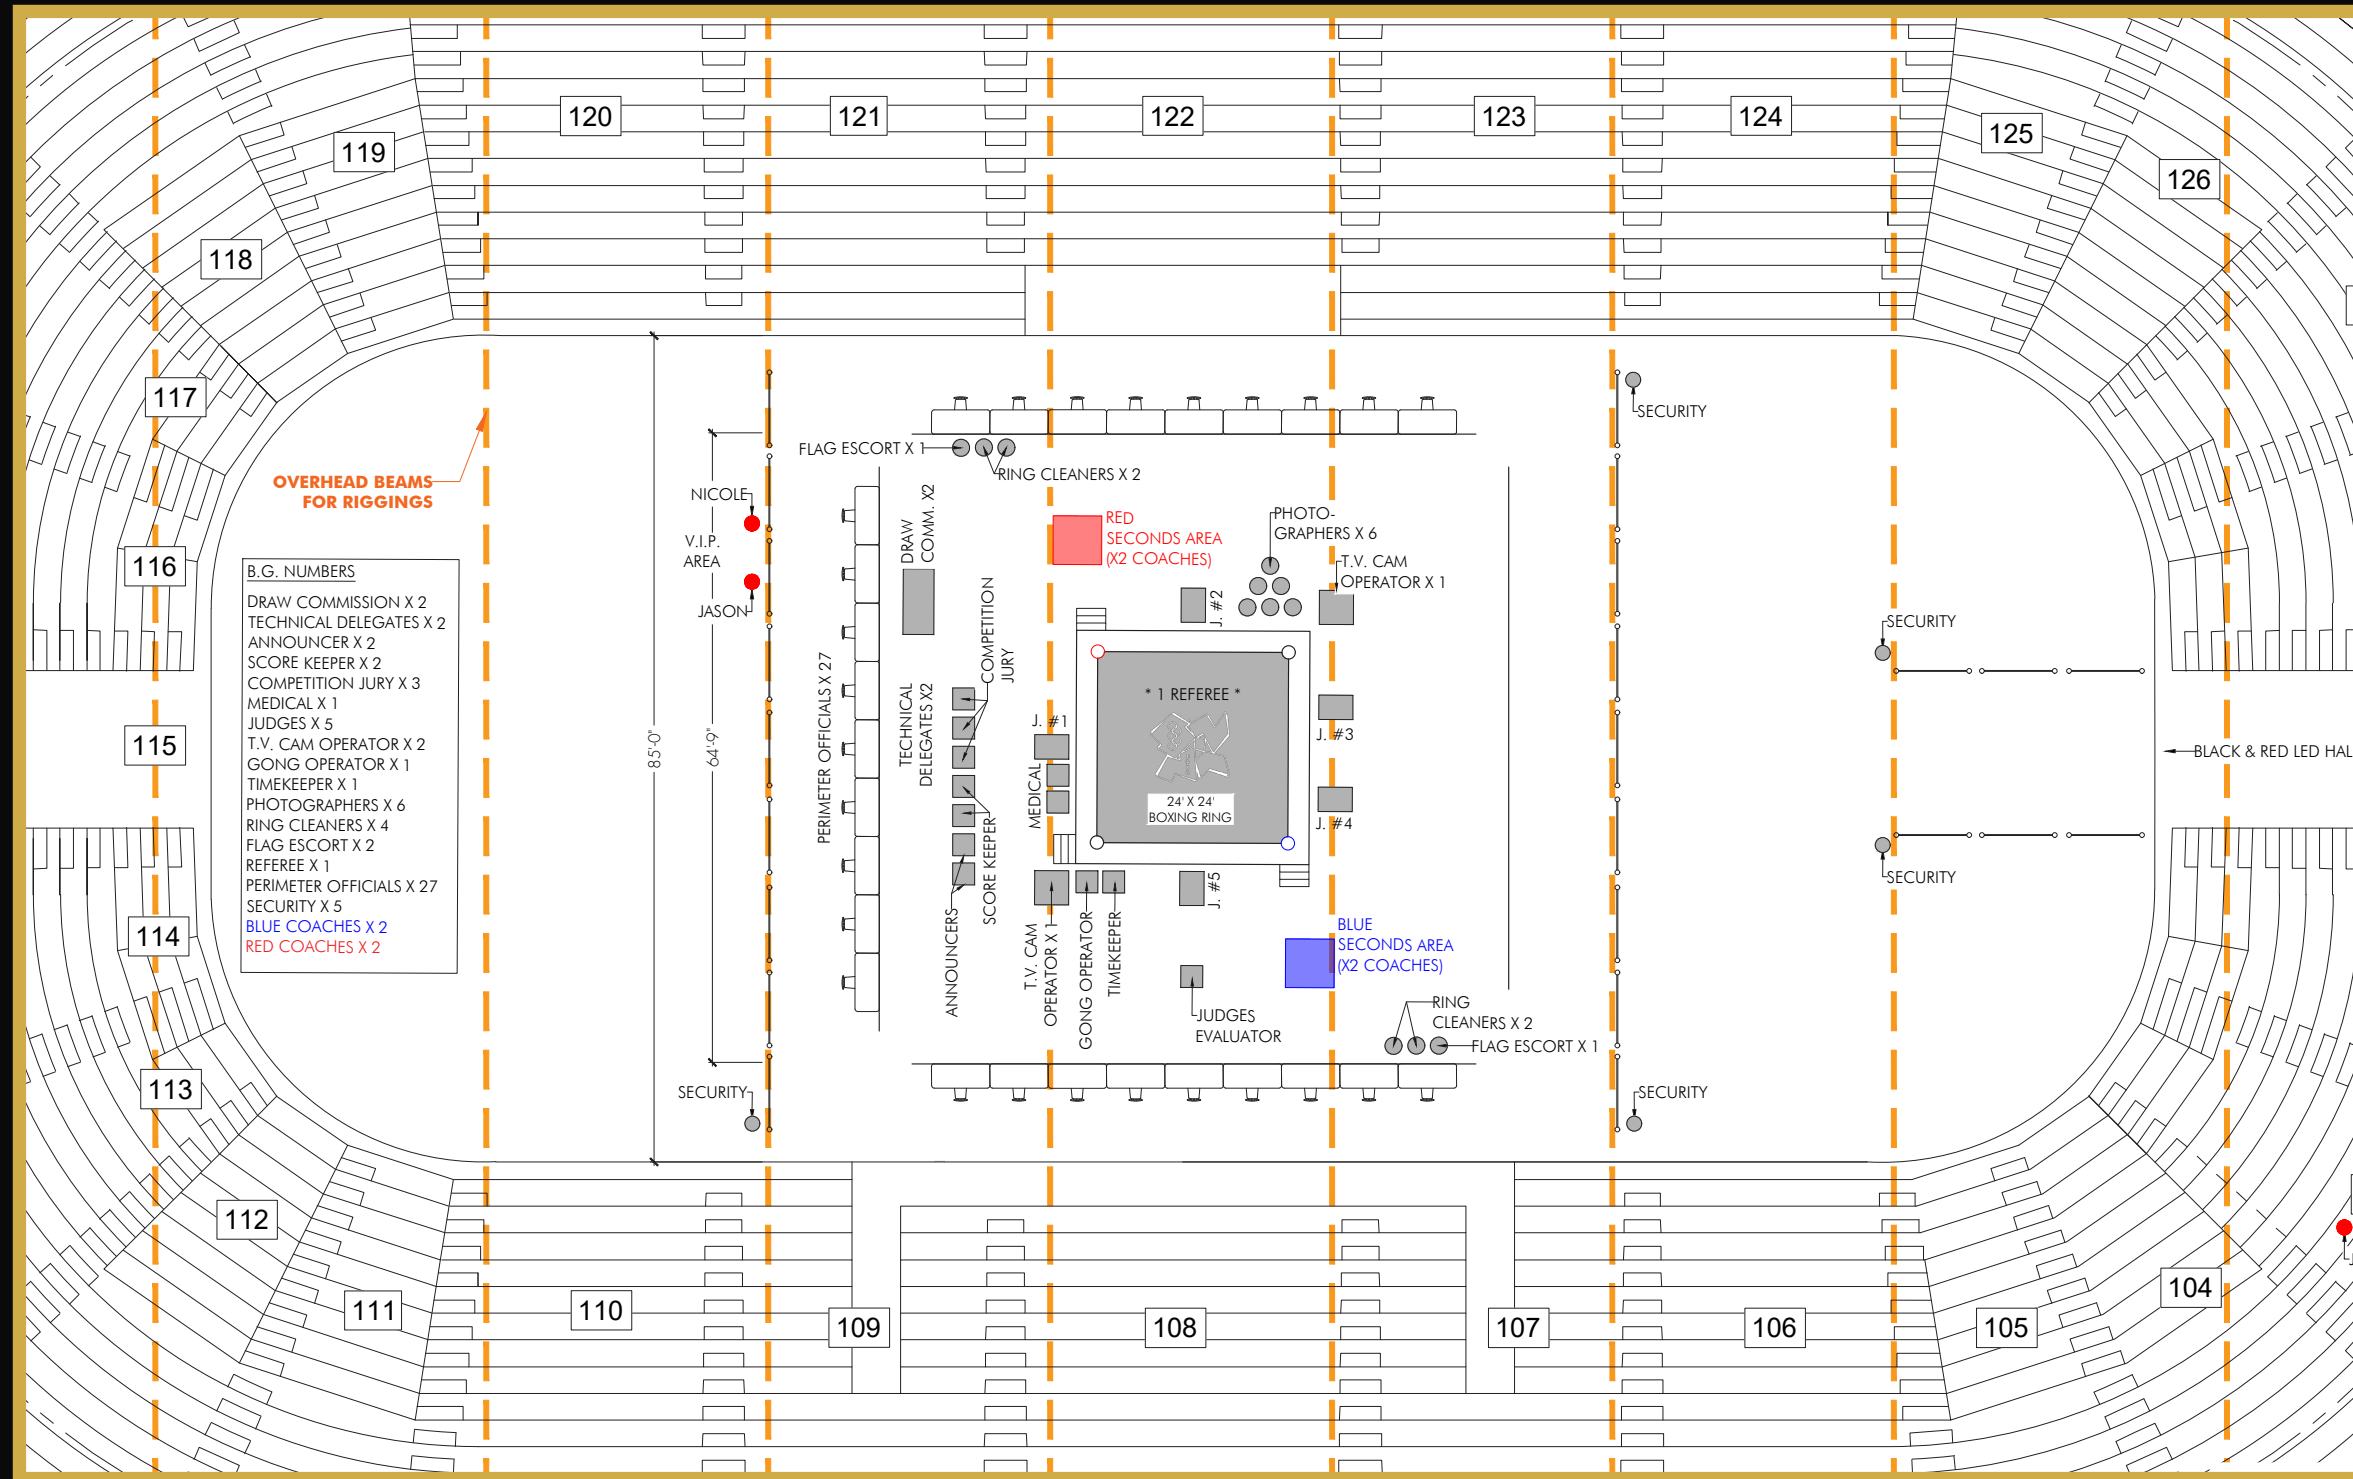 120
121
122
123
124
119
125
118
126
117
116
115
114
113
112
111
110
109
108
107
106
105
104
OVERHEAD BEAMS
FOR RIGGINGS
B.G. NUMBERS
DRAW COMMISSION X 2
TECHNICAL DELEGATES X 2
ANNOUNCER X 2
SCORE KEEPER X 2
COMPETITION JURY X 3
MEDICAL X 1
JUDGES X 5
T.V. CAM OPERATOR X 2
GONG OPERATOR X 1
TIMEKEEPER X 1
PHOTOGRAPHERS X 6
RING CLEANERS X 4
FLAG ESCORT X 2
REFEREE X 1
PERIMETER OFFICIALS X 27
SECURITY X 5
BLUE COACHES X 2
RED COACHES X 2
85'-0"
64'-9"
NICOLE
V.I.P.
AREA
JASON
SECURITY
FLAG ESCORT X 1
RING CLEANERS X 2
PERIMETER OFFICIALS X 27
DRAW
COMM. X2
TECHNICAL
DELEGATES X2
COMPETITION
JURY
SCORE KEEPER
ANNOUNCERS
RED
SECONDS AREA
(X2 COACHES)
PHOTO-
GRAPHERS X 6
T.V. CAM
OPERATOR X 1
J. #2
J. #1
MEDICAL
* 1 REFEREE *
24' X 24'
BOXING RING
J. #3
J. #4
J. #5
T.V. CAM
OPERATOR X 1
GONG OPERATOR
TIMEKEEPER
JUDGES
EVALUATOR
BLUE
SECONDS AREA
(X2 COACHES)
RING
CLEANERS X 2
FLAG ESCORT X 1
SECURITY
SECURITY
SECURITY
SECURITY
BLACK & RED LED HAL